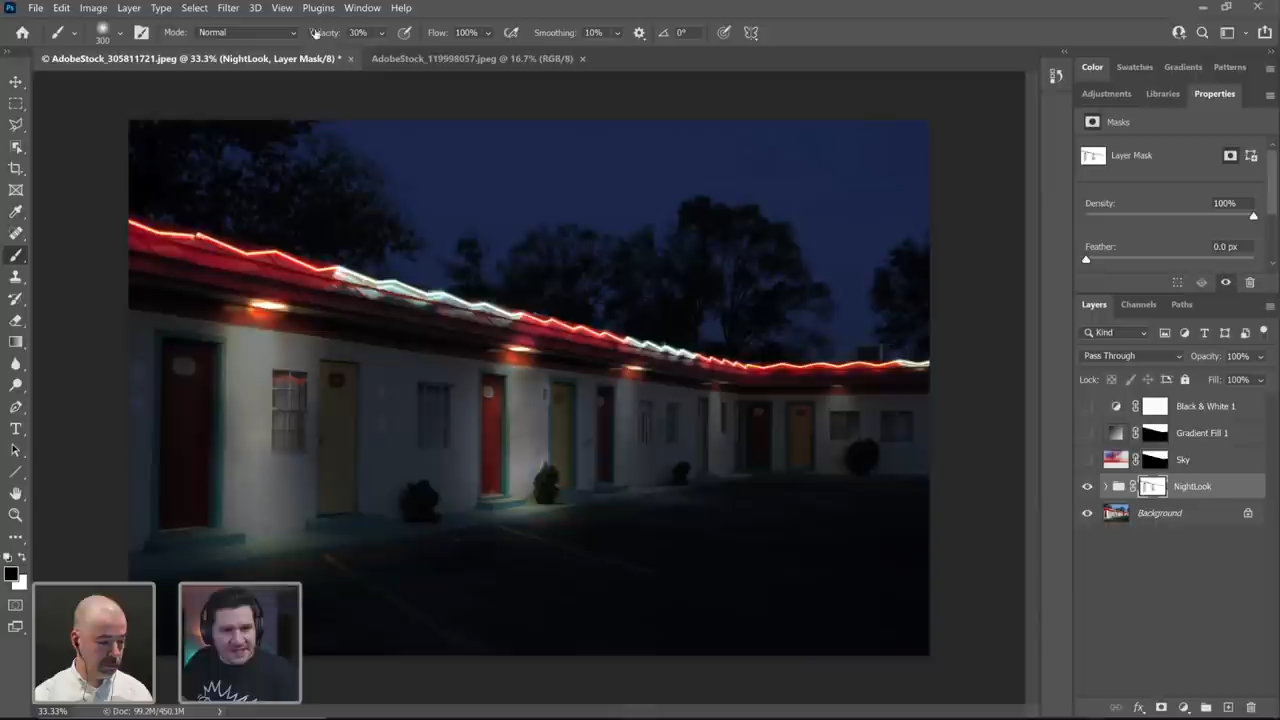 Ps File Edit Image Layer Type Select Filter 3D View Plugins Window Help
300 Mode: Normal Opacity: 30% Flow: 100% Smoothing: 10% 0°
© AdobeStock_305811721.jpeg @ 33.3% (NightLook, Layer Mask/8) * × AdobeStock_119998057.jpeg @ 16.7% (RGB/8) ×
Color Swatches Gradients Patterns
Adjustments Libraries Properties
Masks
Layer Mask
Density: 100%
Feather: 0.0 px
Layers Channels Paths
Kind
Pass Through Opacity: 100%
Lock: Fill: 100%
Black & White 1
Gradient Fill 1
Sky
NightLook
Background
33.33% © Doc: 99.2M/450.1M